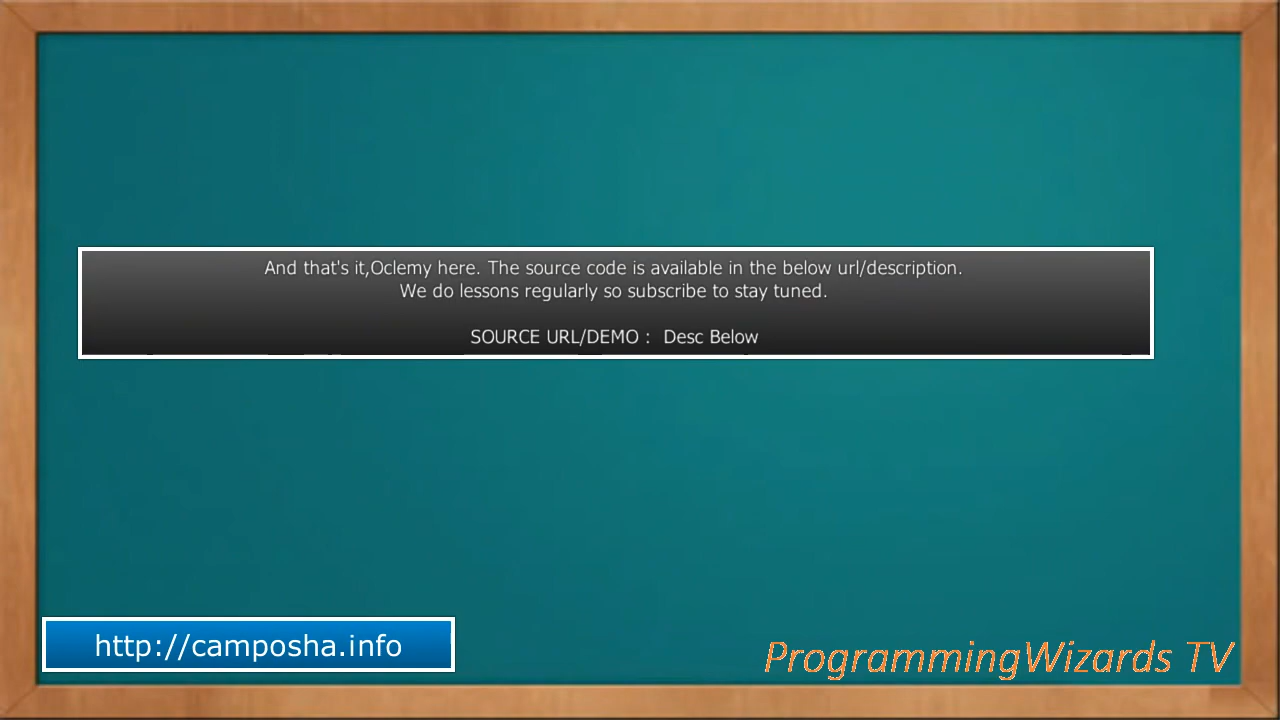 And that's it,Oclemy here. The source code is available in the below url/description.
We do lessons regularly so subscribe to stay tuned.
SOURCE URL/DEMO : Desc Below
http://camposha.info
ProgrammingWizards TV